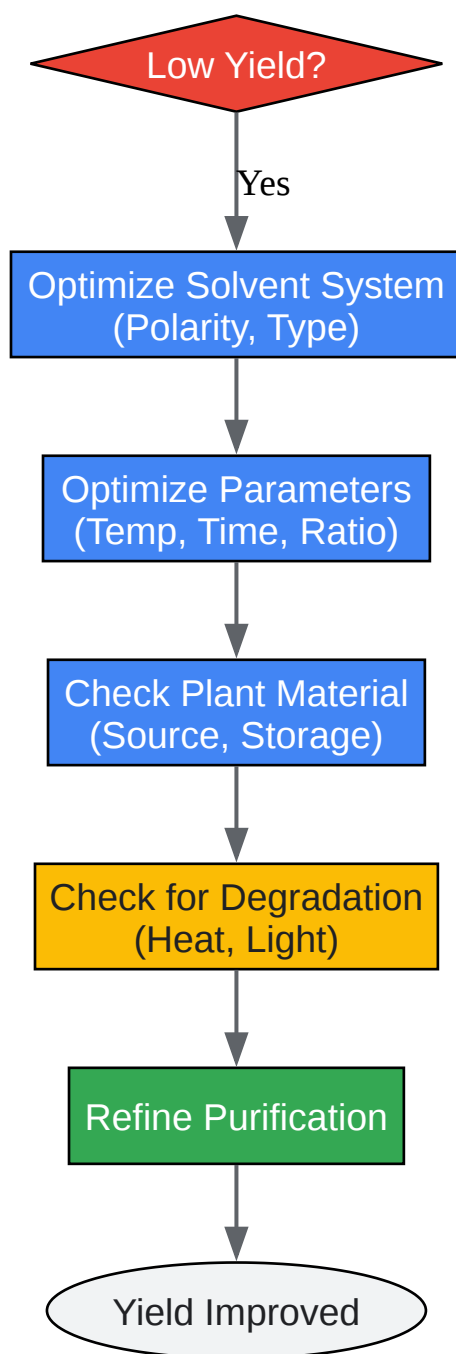 Low Yield?
Yes
Optimize Solvent System
(Polarity, Type)
Optimize Parameters
(Temp, Time, Ratio)
Check Plant Material
(Source, Storage)
Check for Degradation
(Heat, Light)
Refine Purification
Yield Improved